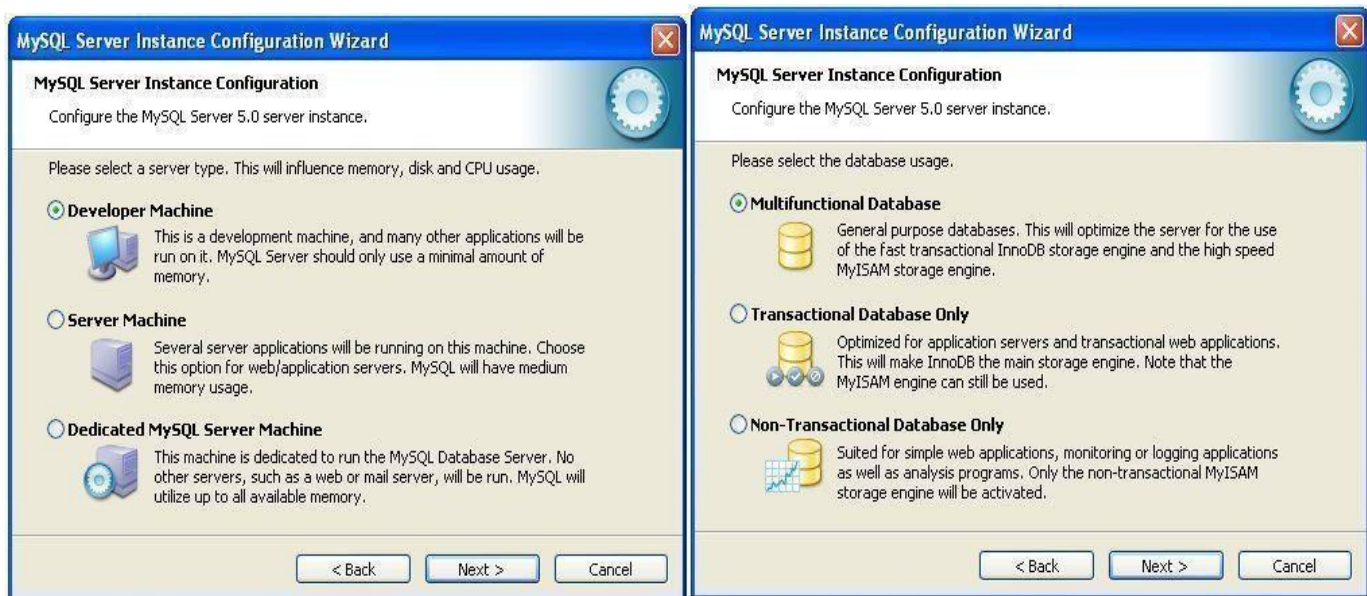 MySQL Server Instance Configuration Wizard
MySQL Server Instance Configuration
Configure the MySQL Server 5.0 server instance.
Please select a server type. This will influence memory, disk and CPU usage.
Developer Machine
This is a development machine, and many other applications will be
run on it. MySQL Server should only use a minimal amount of
memory.
Server Machine
Several server applications will be running on this machine. Choose
this option for web/application servers. MySQL will have medium
memory usage.
Dedicated MySQL Server Machine
This machine is dedicated to run the MySQL Database Server. No
other servers, such as a web or mail server, will be run. MySQL will
utilize up to all available memory.
< Back
Next >
Cancel
MySQL Server Instance Configuration Wizard
MySQL Server Instance Configuration
Configure the MySQL Server 5.0 server instance.
Please select the database usage.
Multifunctional Database
General purpose databases. This will optimize the server for the use
of the fast transactional InnoDB storage engine and the high speed
MyISAM storage engine.
Transactional Database Only
Optimized for application servers and transactional web applications.
This will make InnoDB the main storage engine. Note that the
MyISAM engine can still be used.
Non-Transactional Database Only
Suited for simple web applications, monitoring or logging applications
as well as analysis programs. Only the non-transactional MyISAM
storage engine will be activated.
< Back
Next >
Cancel